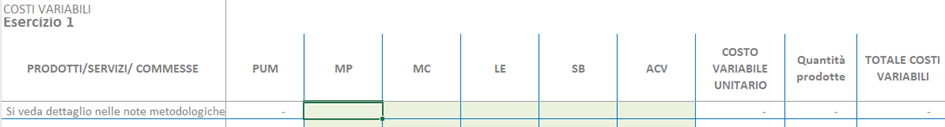 COSTI VARIABILI
Esercizio 1
PRODOTTI/SERVIZI/ COMMESSE PUM MP MC LE SB ACV COSTO VARIABILE UNITARIO Quantità prodotte TOTALE COSTI VARIABILI
Si veda dettaglio nelle note metodologiche - - - -